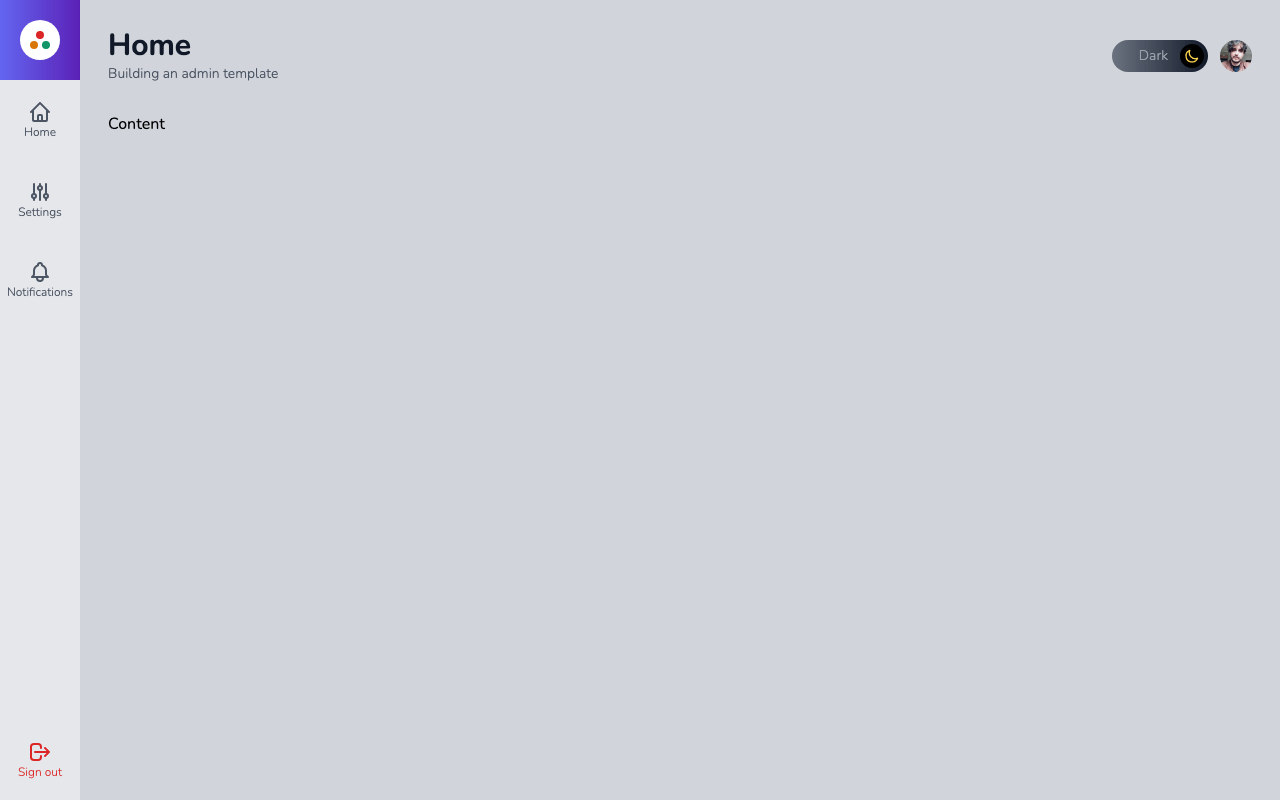 Home
Building an admin template
Dark
Content
Home
Settings
Notifications
Sign out